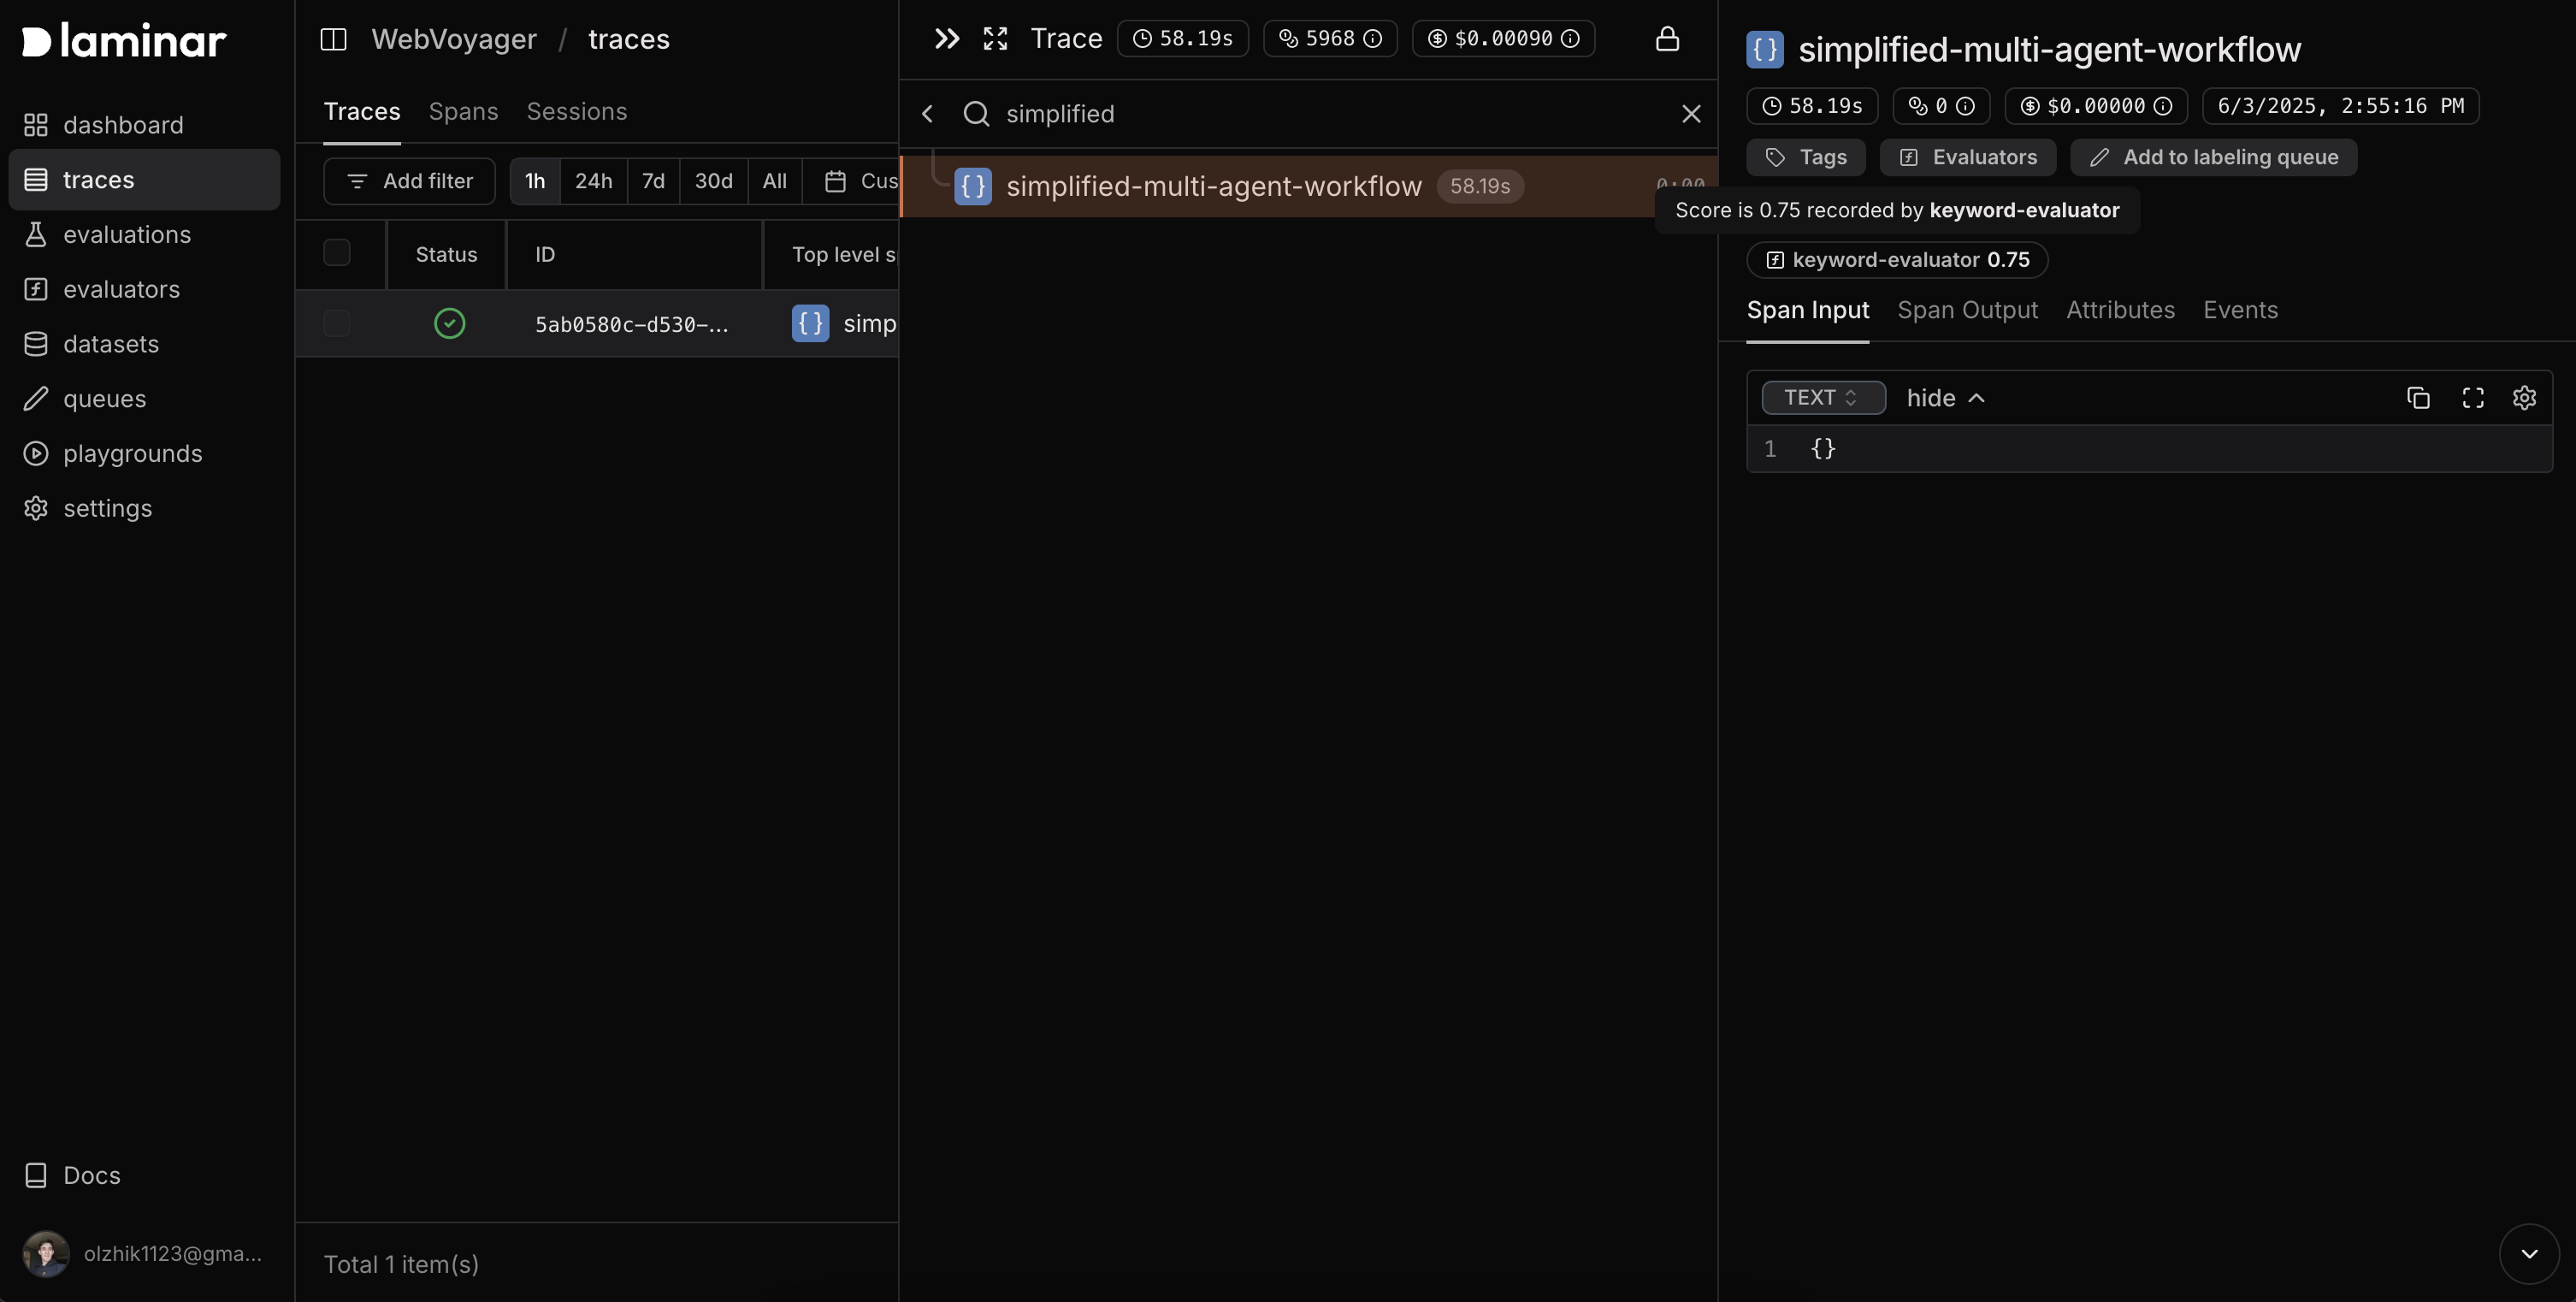 laminar
dashboard
traces
evaluations
evaluators
datasets
queues
playgrounds
settings
Docs
olzhik1123@gma...
WebVoyager / traces
Traces Spans Sessions
Add filter 1h 24h 7d 30d All Cus
Status ID Top level s
5ab0580c-d530-... {} simp
Total 1 item(s)
Trace 58.19s 5968 $0.00090
simplified
{} simplified-multi-agent-workflow 58.19s 0:00
{} simplified-multi-agent-workflow
58.19s 0 $0.00000 6/3/2025, 2:55:16 PM
Tags Evaluators Add to labeling queue
Score is 0.75 recorded by keyword-evaluator
keyword-evaluator 0.75
Span Input Span Output Attributes Events
TEXT hide
1 {}